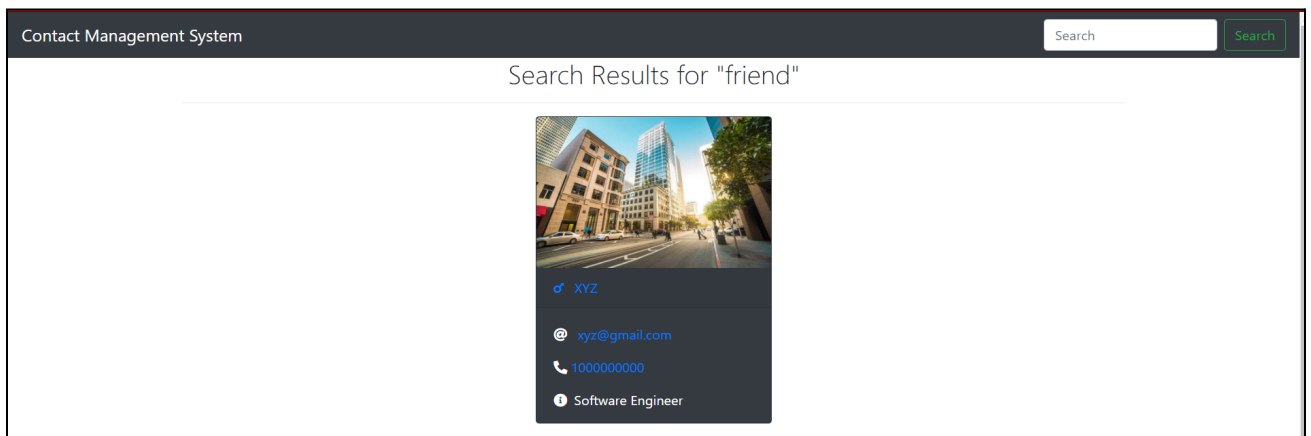 Contact Management System
Search
Search
Search Results for "friend"
XYZ
xyz@gmail.com
1000000000
Software Engineer